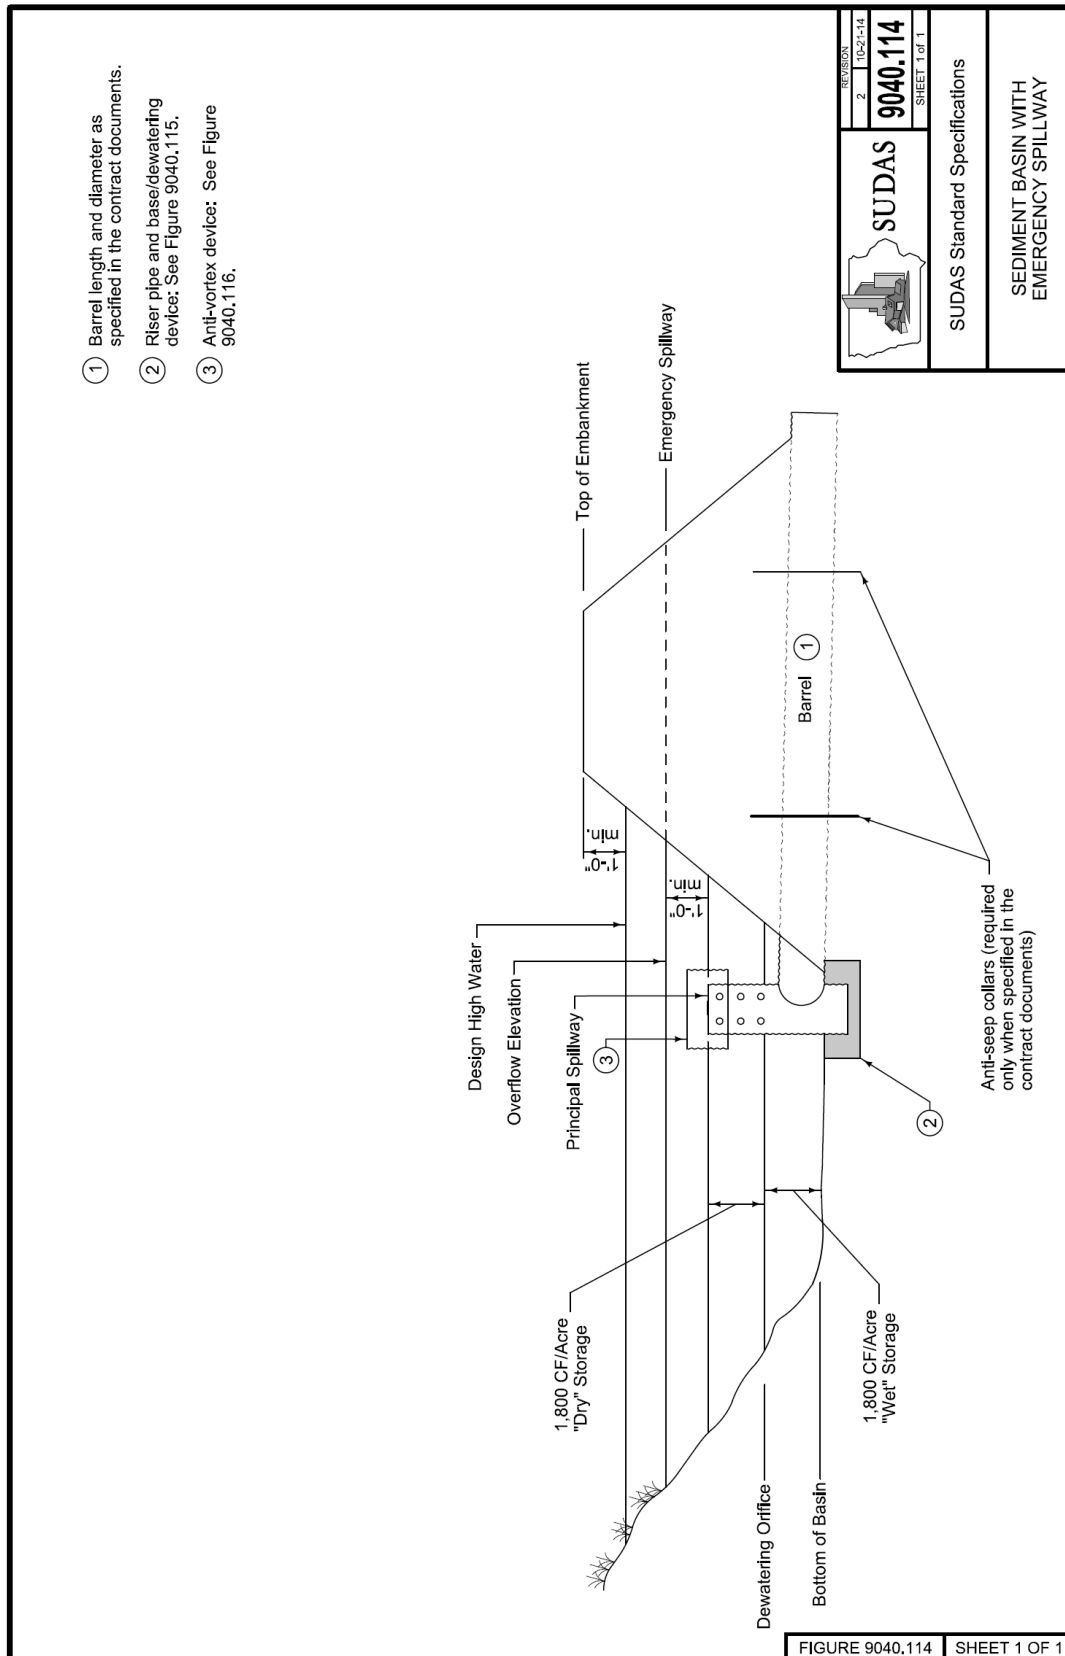 1 Barrel length and diameter as
specified in the contract documents.
2 Riser pipe and base/dewatering
device: See Figure 9040.115.
3 Anti-vortex device: See Figure
9040.116.
Design High Water
Overflow Elevation
Principal Spillway
3
1'-0"
min.
1'-0"
min.
Top of Embankment
Emergency Spillway
1,800 CF/Acre
"Dry" Storage
Barrel 1
Dewatering Orifice
Bottom of Basin
1,800 CF/Acre
"Wet" Storage
2
Anti-seep collars (required
only when specified in the
contract documents)
SUDAS
REVISION
2 10-21-14
9040.114
SHEET 1 of 1
SUDAS Standard Specifications
SEDIMENT BASIN WITH
EMERGENCY SPILLWAY
FIGURE 9040.114 SHEET 1 OF 1